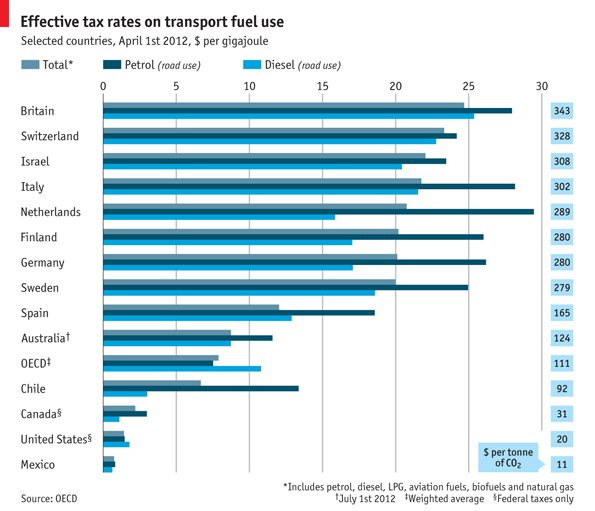 Effective tax rates on transport fuel use
Selected countries, April 1st 2012, $ per gigajoule
Total* Petrol (road use) Diesel (road use)
0 5 10 15 20 25 30
Britain 343
Switzerland 328
Israel 308
Italy 302
Netherlands 289
Finland 280
Germany 280
Sweden 279
Spain 165
Australia† 124
OECD‡ 111
Chile 92
Canada§ 31
United States§ 20
$ per tonne
of CO₂
Mexico 11
*Includes petrol, diesel, LPG, aviation fuels, biofuels and natural gas
Source: OECD †July 1st 2012 ‡Weighted average §Federal taxes only